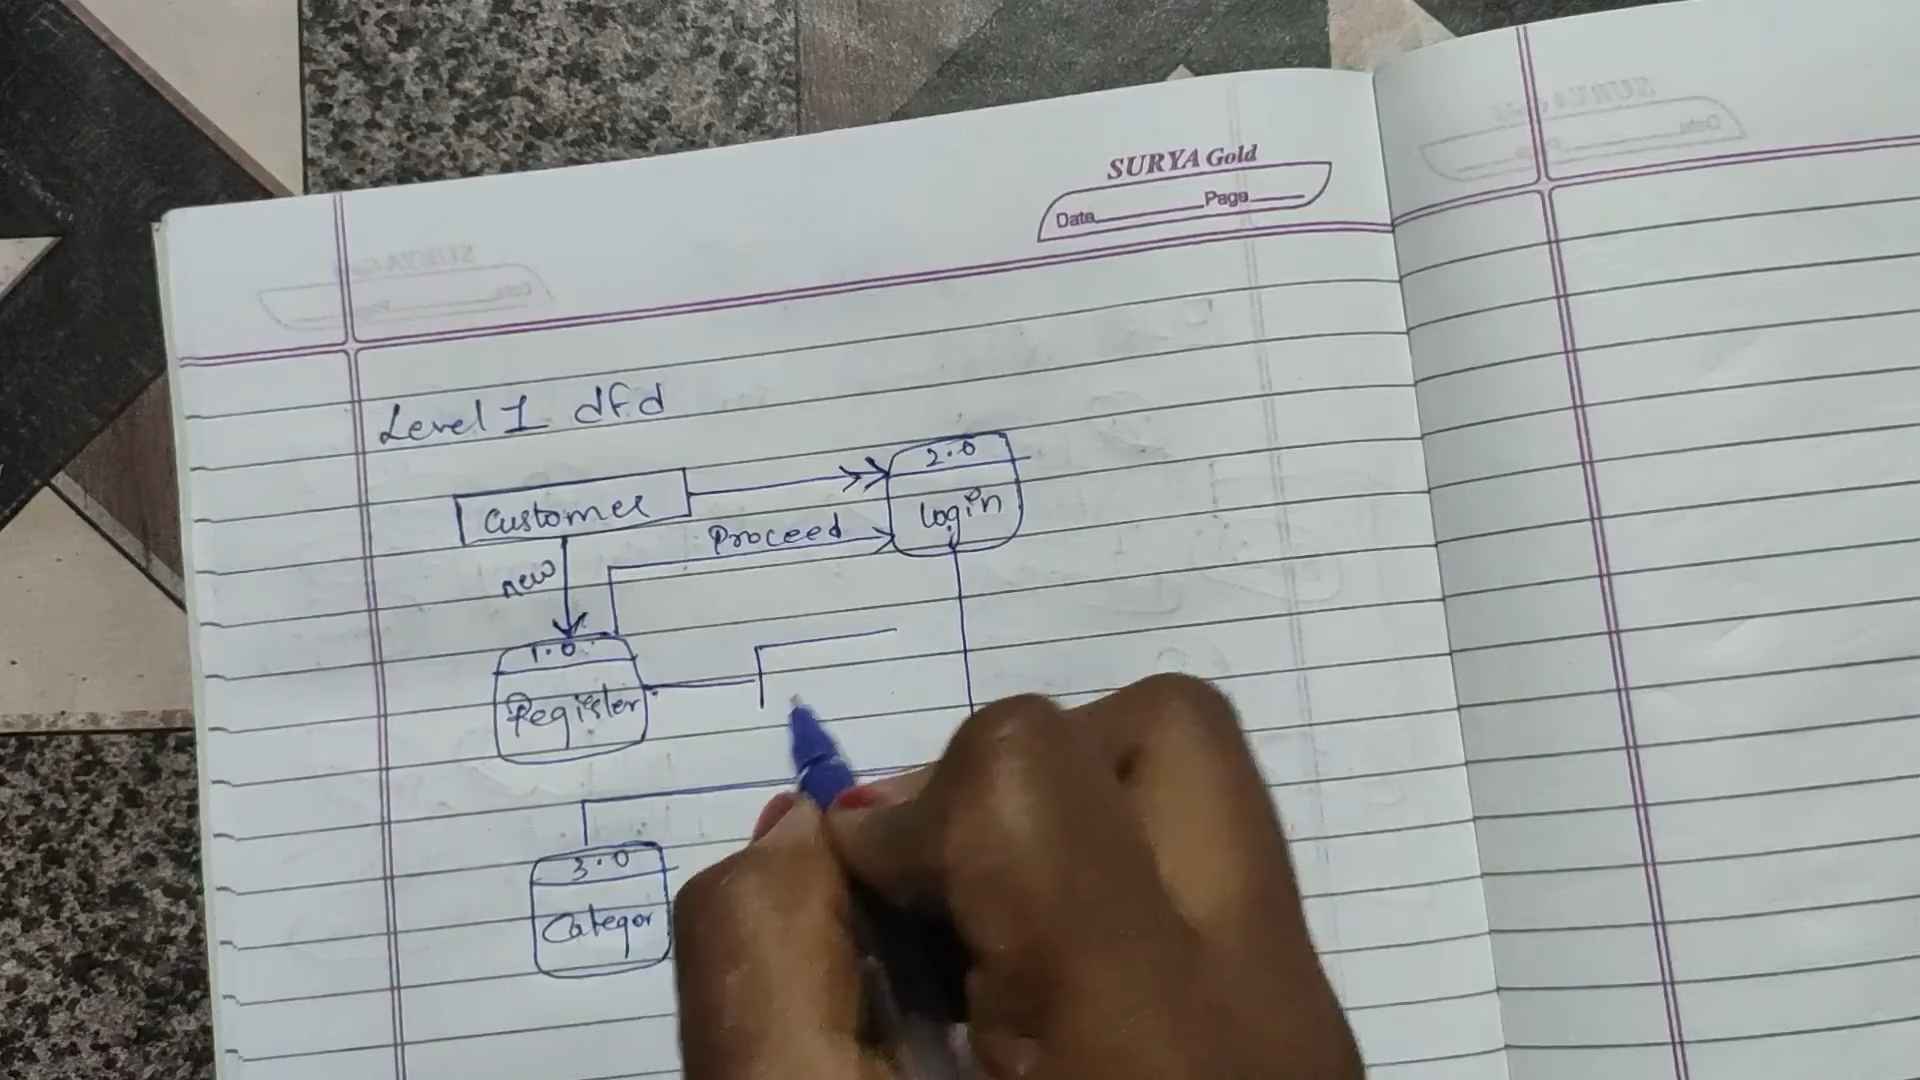 SURYA Gold
Date Page
Level 1 dfd
2.0
Customer
login
Proceed
new
1.0
Register
3.0
Categor